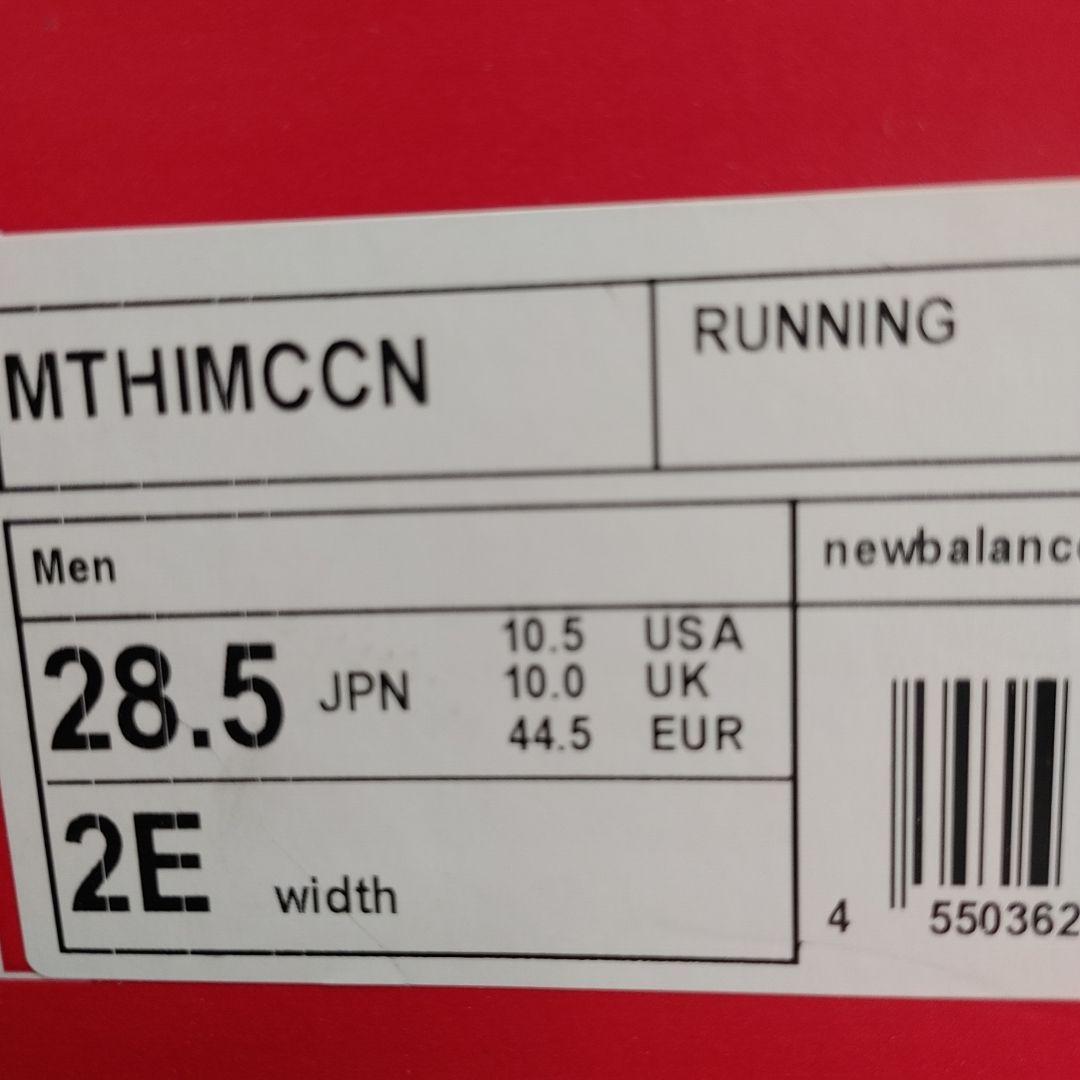 MTHIMCCN
RUNNING
Men
newbalance
28.5 JPN
10.5 USA
10.0 UK
44.5 EUR
2E width
4 550362